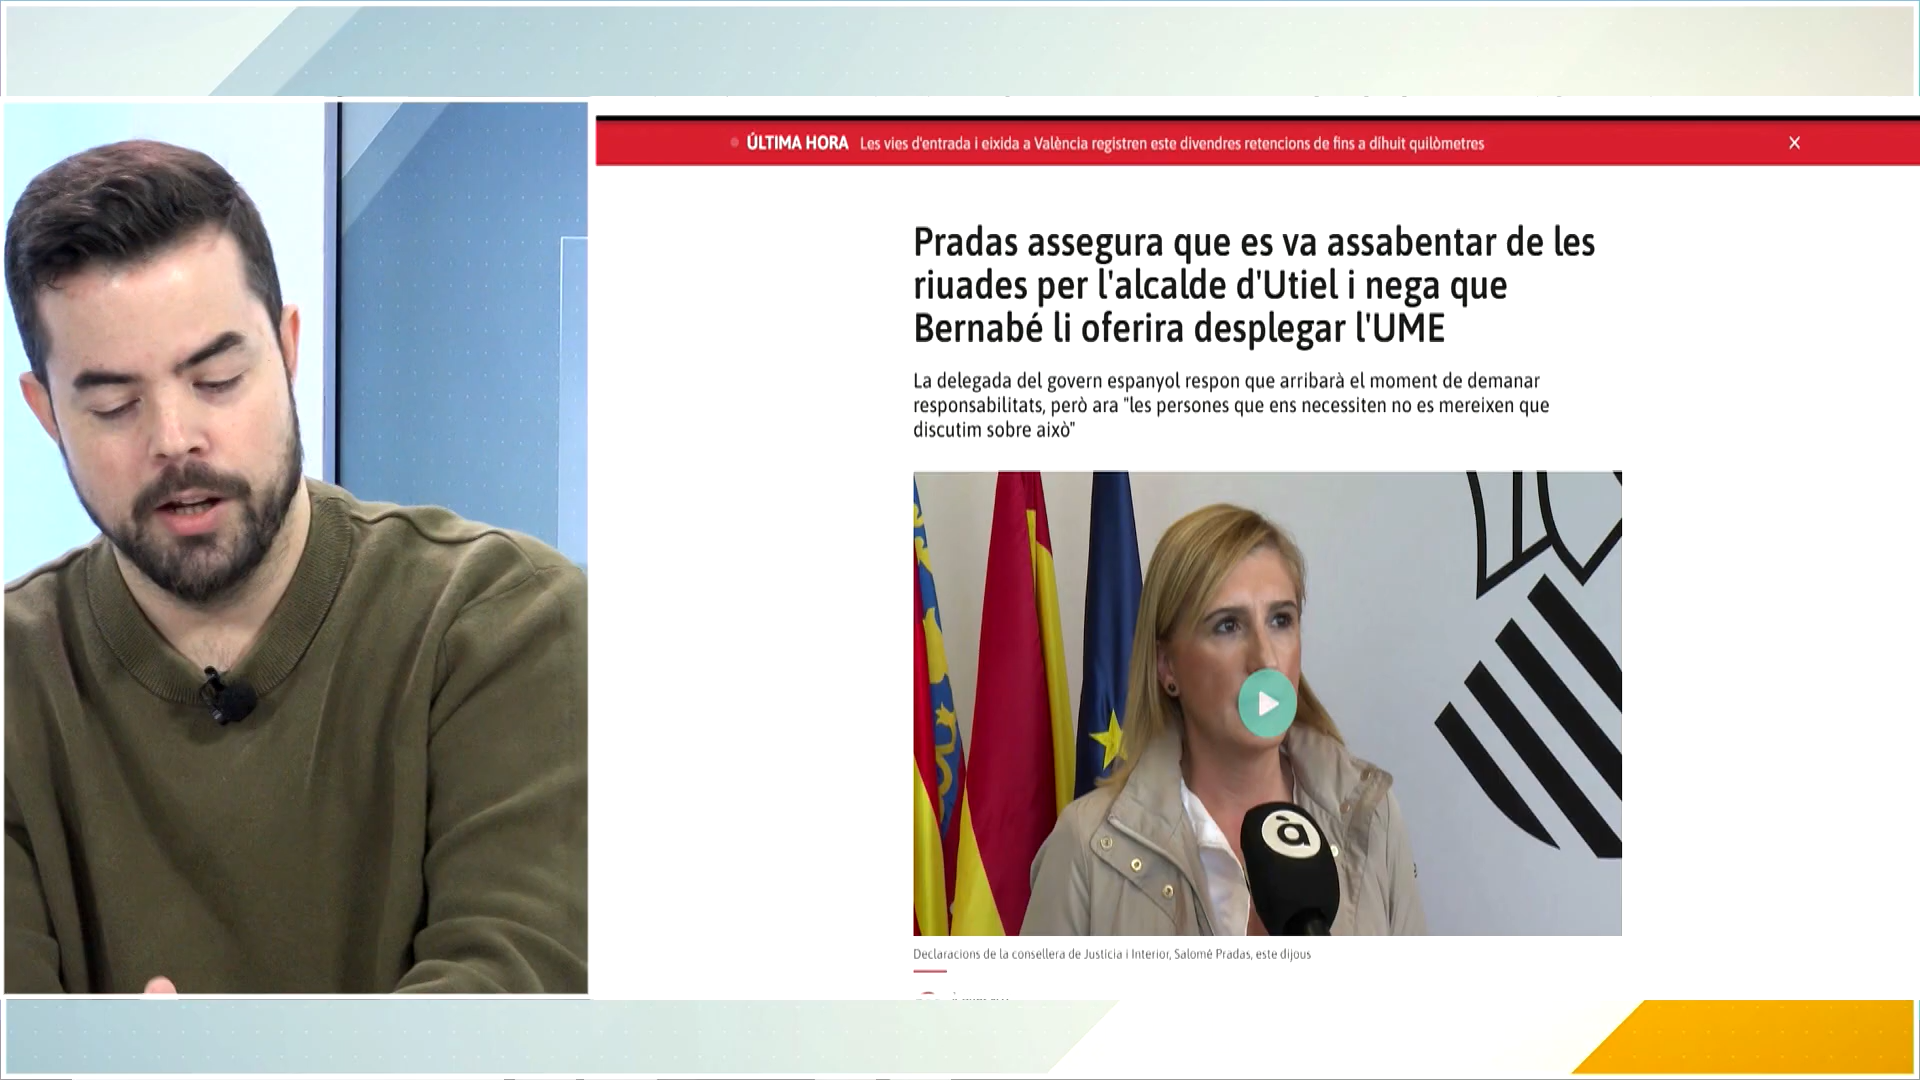 ÚLTIMA HORA Les vies d'entrada i eixida a València registren este divendres retencions de fins a díhuit quilòmetres
Pradas assegura que es va assabentar de les
riuades per l'alcalde d'Utiel i nega que
Bernabé li oferira desplegar l'UME
La delegada del govern espanyol respon que arribarà el moment de demanar
responsabilitats, però ara "les persones que ens necessiten no es mereixen que
discutim sobre això"
à
Declaracions de la consellera de Justícia i Interior, Salomé Pradas, este dijous